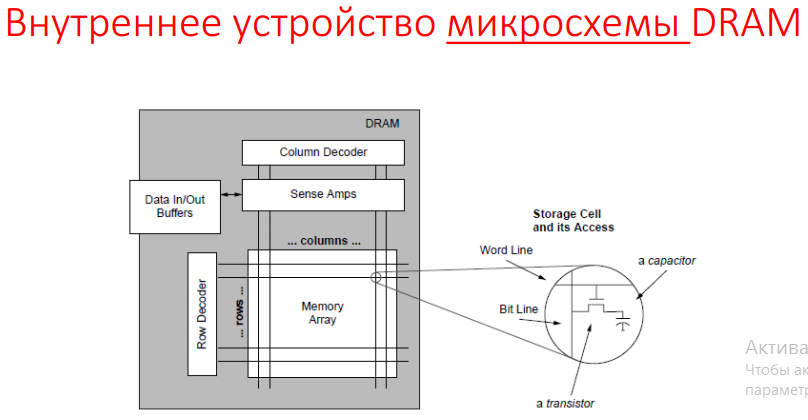 Внутреннее устройство микросхемы DRAM
DRAM
Column Decoder
Data In/Out
Buffers
Sense Amps
... columns ...
Row Decoder
... rows ...
Memory
Array
Storage Cell
and its Access
Word Line
a capacitor
Bit Line
a transistor
Актива
Чтобы ак
параметр